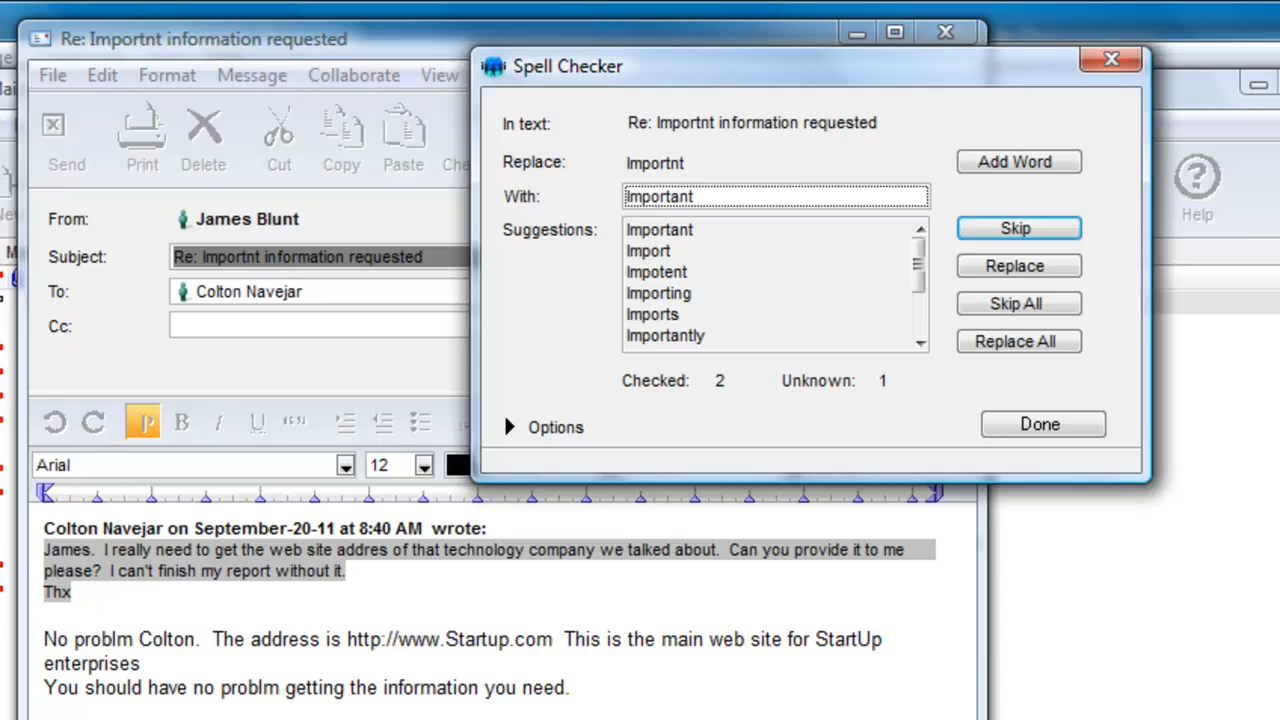 Re: Importnt information requested
File Edit Format Message Collaborate View
Send Print Delete Cut Copy Paste
From: James Blunt
Subject: Re: Importnt information requested
To: Colton Navejar
Cc:
P B I U
Arial 12
Spell Checker
In text: Re: Importnt information requested
Replace: Importnt Add Word
With: Important
Suggestions: Important Skip
Import
Impotent Replace
Importing
Imports Skip All
Importantly Replace All
Checked: 2 Unknown: 1
Options Done
Help
Colton Navejar on September-20-11 at 8:40 AM wrote:
James. I really need to get the web site addres of that technology company we talked about. Can you provide it to me
please? I can't finish my report without it.
Thx
No problm Colton. The address is http://www.Startup.com This is the main web site for StartUp
enterprises
You should have no problm getting the information you need.